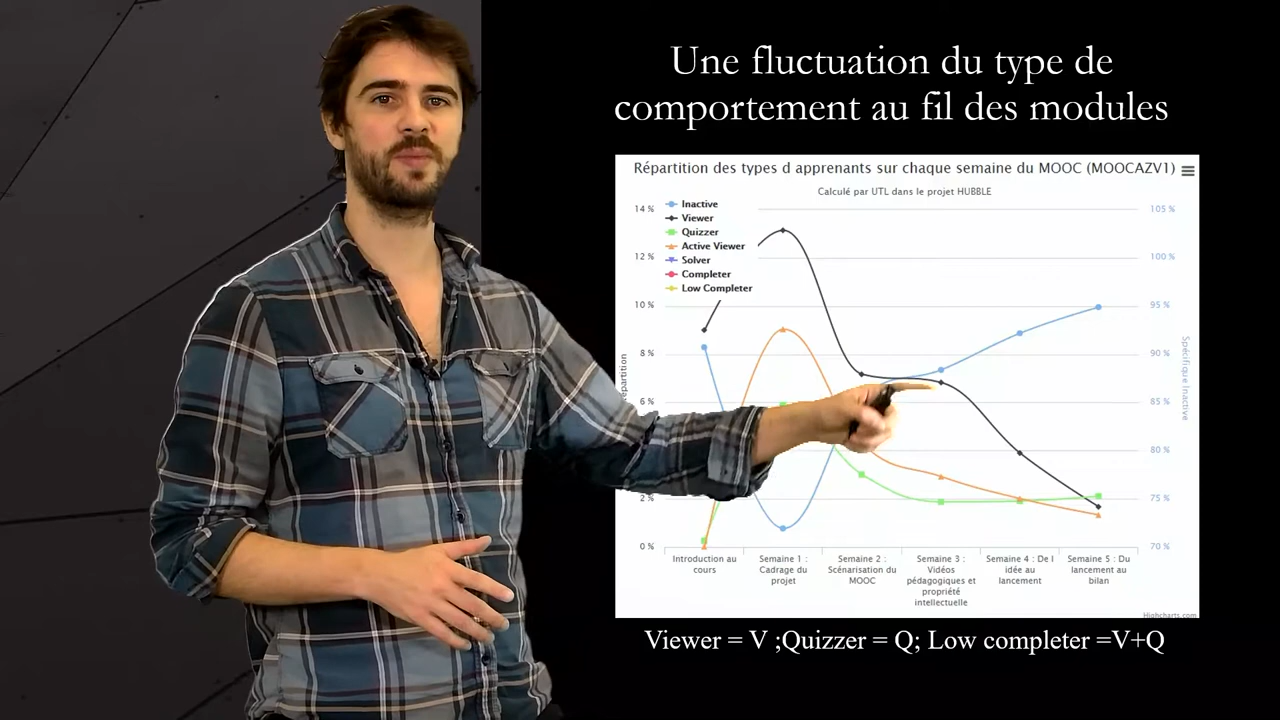 Une fluctuation du type de
comportement au fil des modules
Répartition des types d apprenants sur chaque semaine du MOOC (MOOCAZV1)
Calculé par UTL dans le projet HUBBLE
14 %
12 %
10 %
8 %
6 %
2 %
0 %
Inactive
Viewer
Quizzer
Active Viewer
Solver
Completer
Low Completer
105 %
100 %
95 %
90 %
85 %
80 %
75 %
70 %
Spécifique Inactive
Introduction au
cours
Semaine 1 :
Cadrage du
projet
Semaine 2 :
Scénarisation du
MOOC
Semaine 3 :
Vidéos
pédagogiques et
propriété
intellectuelle
Semaine 4 : De l
idée au
lancement
Semaine 5 : Du
lancement au
bilan
Highcharts.com
Viewer = V ;Quizzer = Q; Low completer =V+Q